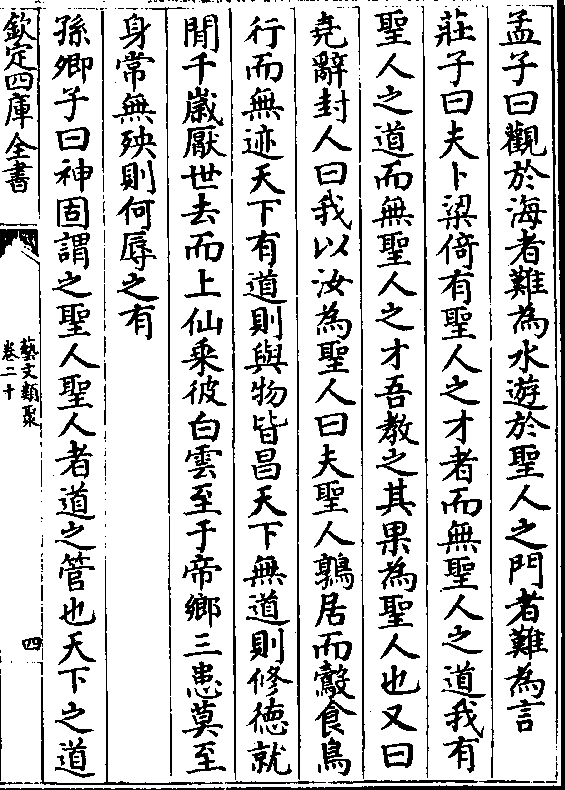 孟子曰觀於海者難為水遊於聖人之門者難為言
莊子曰夫卜梁倚有聖人之才者而無聖人之道我有
聖人之道而無聖人之才吾教之其果為聖人也又曰
堯辭封人曰我以汝為聖人曰夫聖人鶉居而鷇食鳥
行而無迹天下有道則與物皆昌天下無道則修徳就
閒千嵗厭世去而上仙乘彼白雲至于帝鄉三患莫至
身常無殃則何辱之有
孫卿子曰神固謂之聖人聖人者道之管也天下之道
欽定四庫全書
藝文類聚
卷二十
四